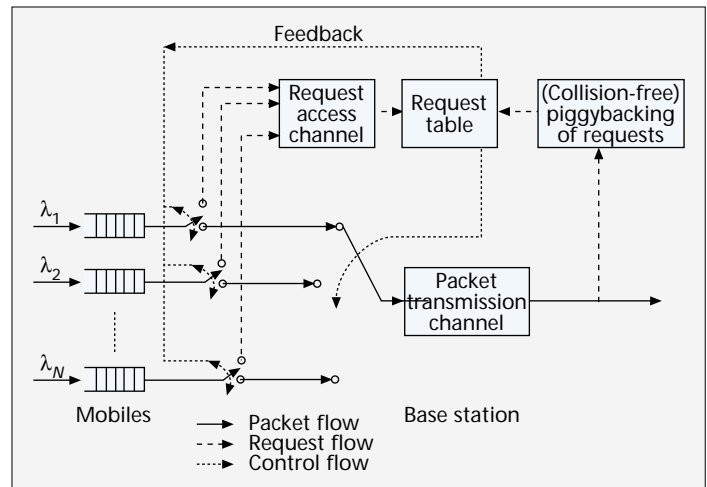 Feedback
Request
access
channel
Request
table
(Collision-free)
piggybacking
of requests
λ1
λ2
λN
Packet
transmission
channel
Mobiles
Base station
Packet flow
Request flow
Control flow